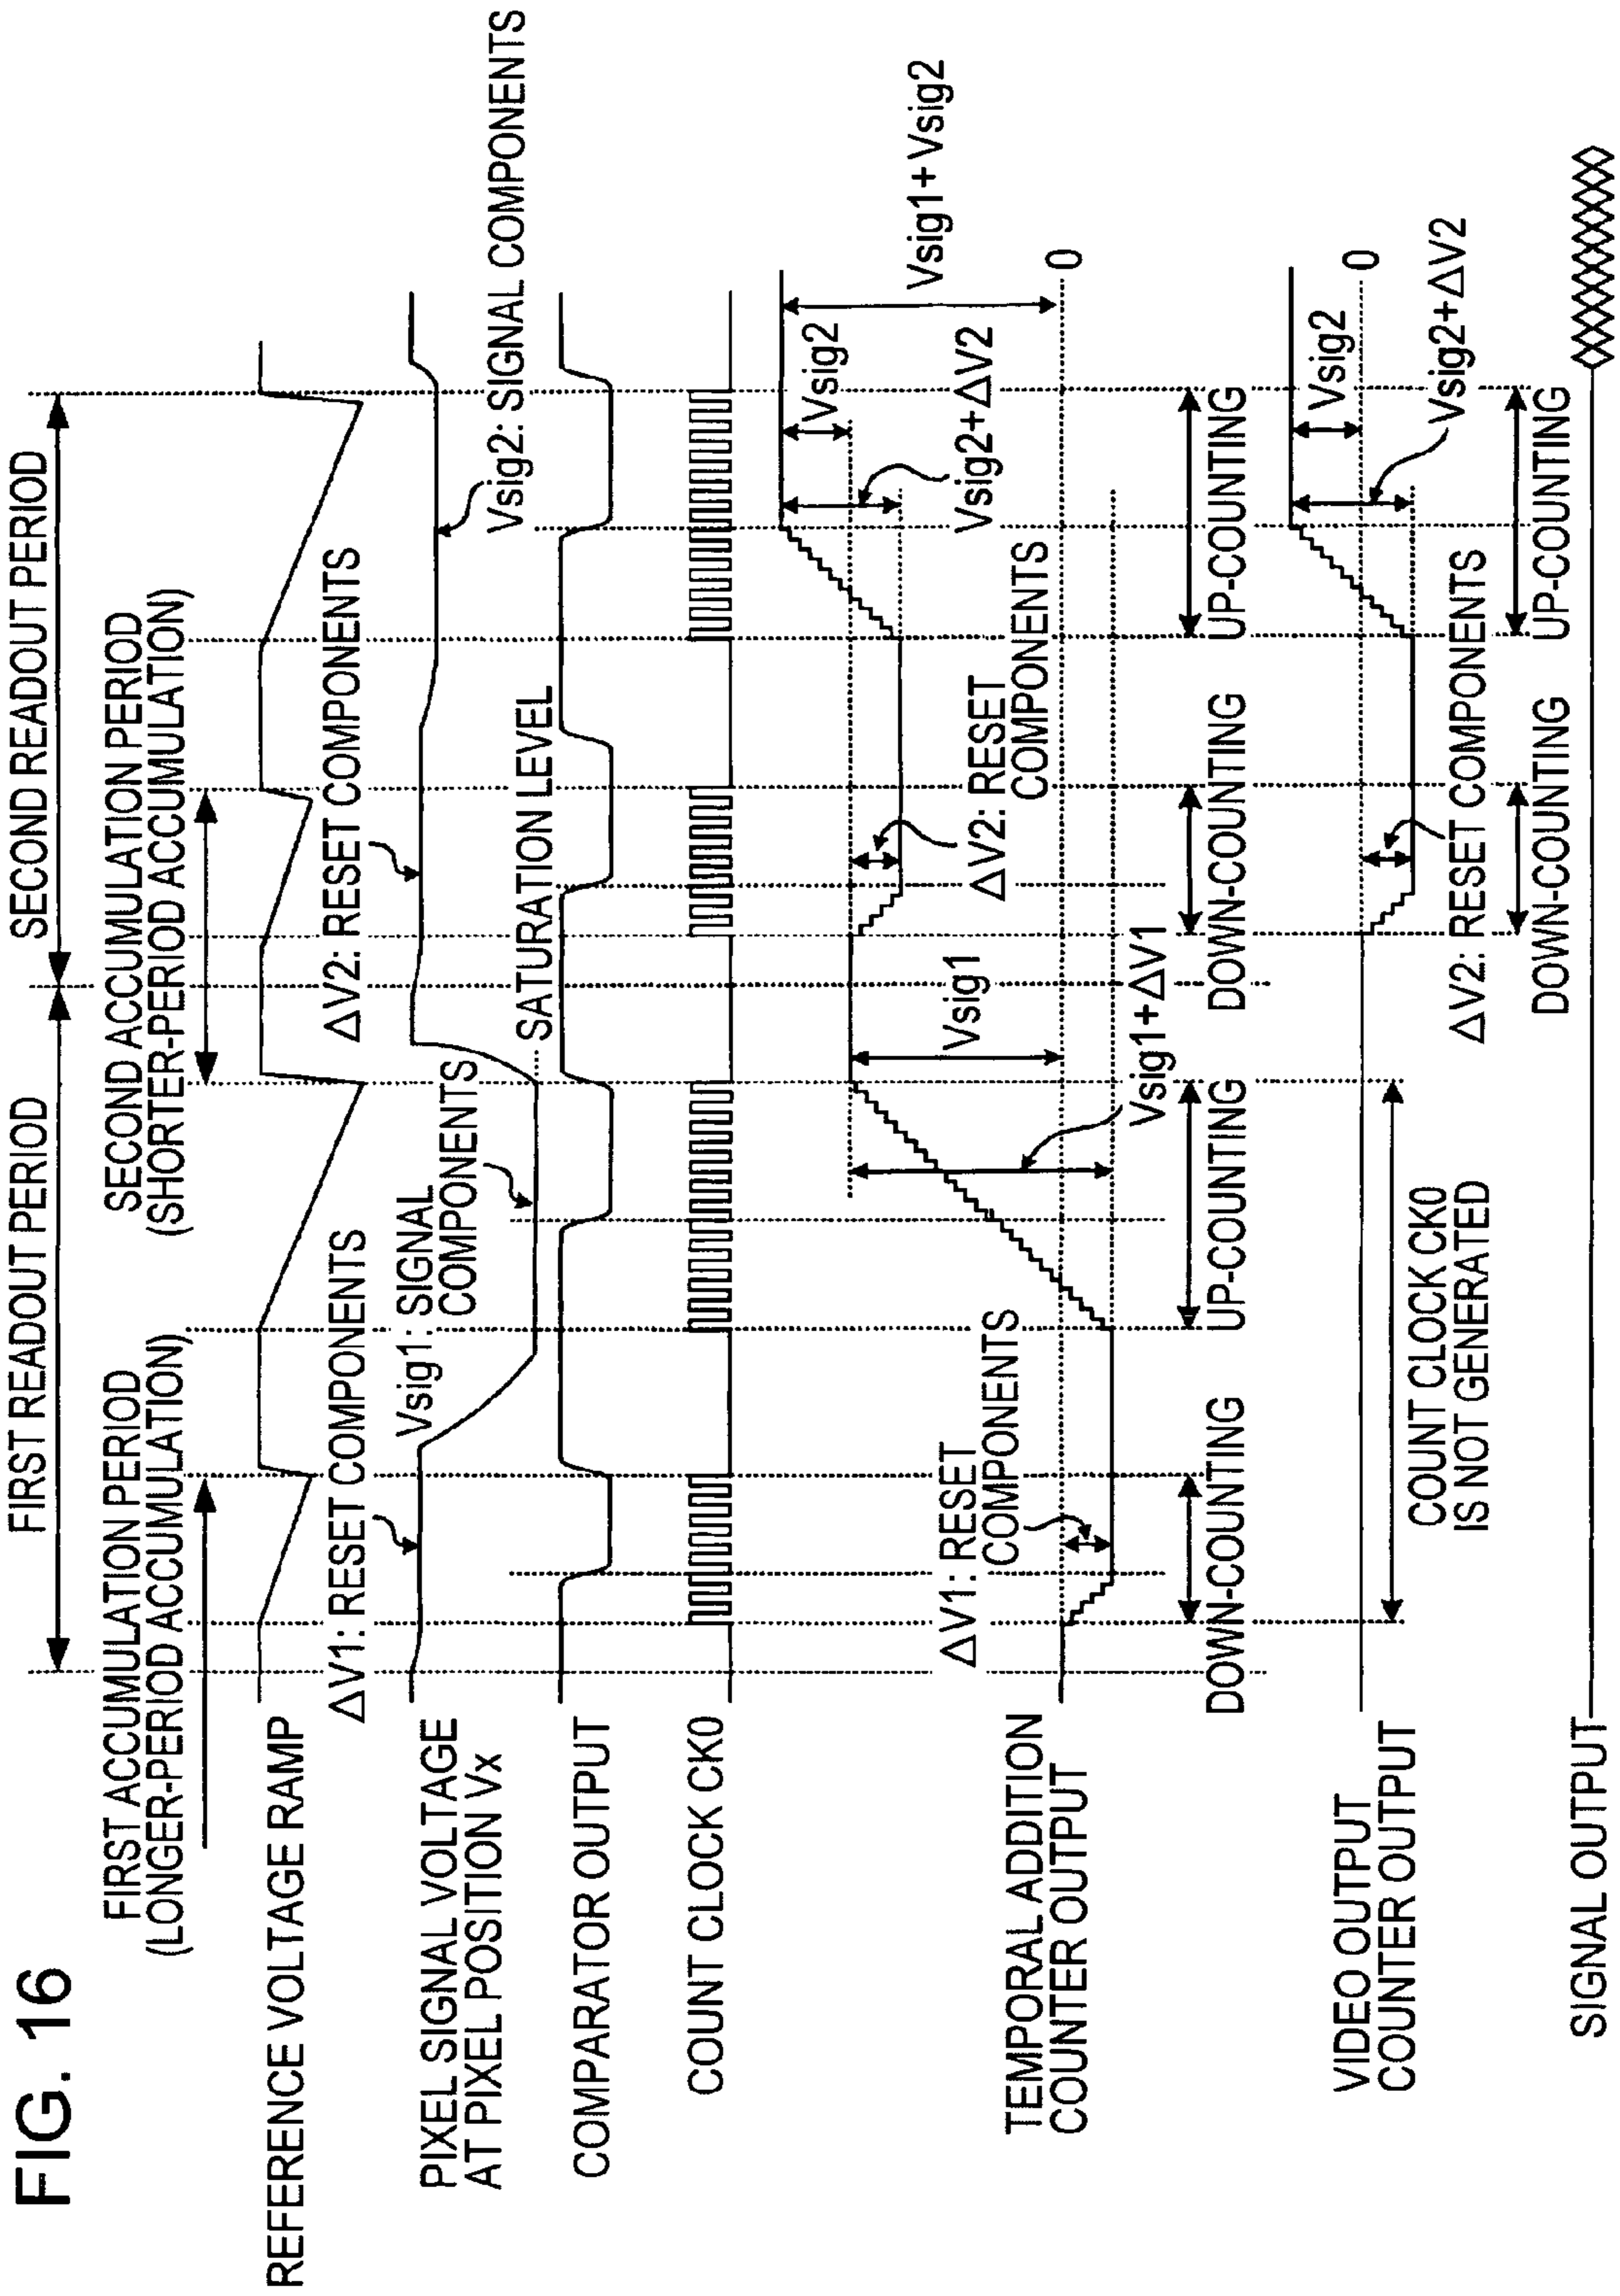 FIG. 16
FIRST READOUT PERIOD
SECOND READOUT PERIOD
FIRST ACCUMULATION PERIOD
(LONGER-PERIOD ACCUMULATION)
SECOND ACCUMULATION PERIOD
(SHORTER-PERIOD ACCUMULATION)
REFERENCE VOLTAGE RAMP
ΔV1: RESET COMPONENTS
ΔV2: RESET COMPONENTS
Vsig1: SIGNAL
COMPONENTS
SATURATION LEVEL
Vsig2: SIGNAL COMPONENTS
PIXEL SIGNAL VOLTAGE
AT PIXEL POSITION Vx
COMPARATOR OUTPUT
COUNT CLOCK CK0
TEMPORAL ADDITION
COUNTER OUTPUT
ΔV1: RESET
COMPONENTS
Vsig1
Vsig1+ΔV1
ΔV2: RESET
COMPONENTS
Vsig2
Vsig2+ΔV2
Vsig1+Vsig2
0
DOWN-COUNTING
UP-COUNTING
DOWN-COUNTING
UP-COUNTING
VIDEO OUTPUT
COUNTER OUTPUT
COUNT CLOCK CK0
IS NOT GENERATED
Vsig2
0
Vsig2+ΔV2
ΔV2: RESET COMPONENTS
DOWN-COUNTING
UP-COUNTING
SIGNAL OUTPUT